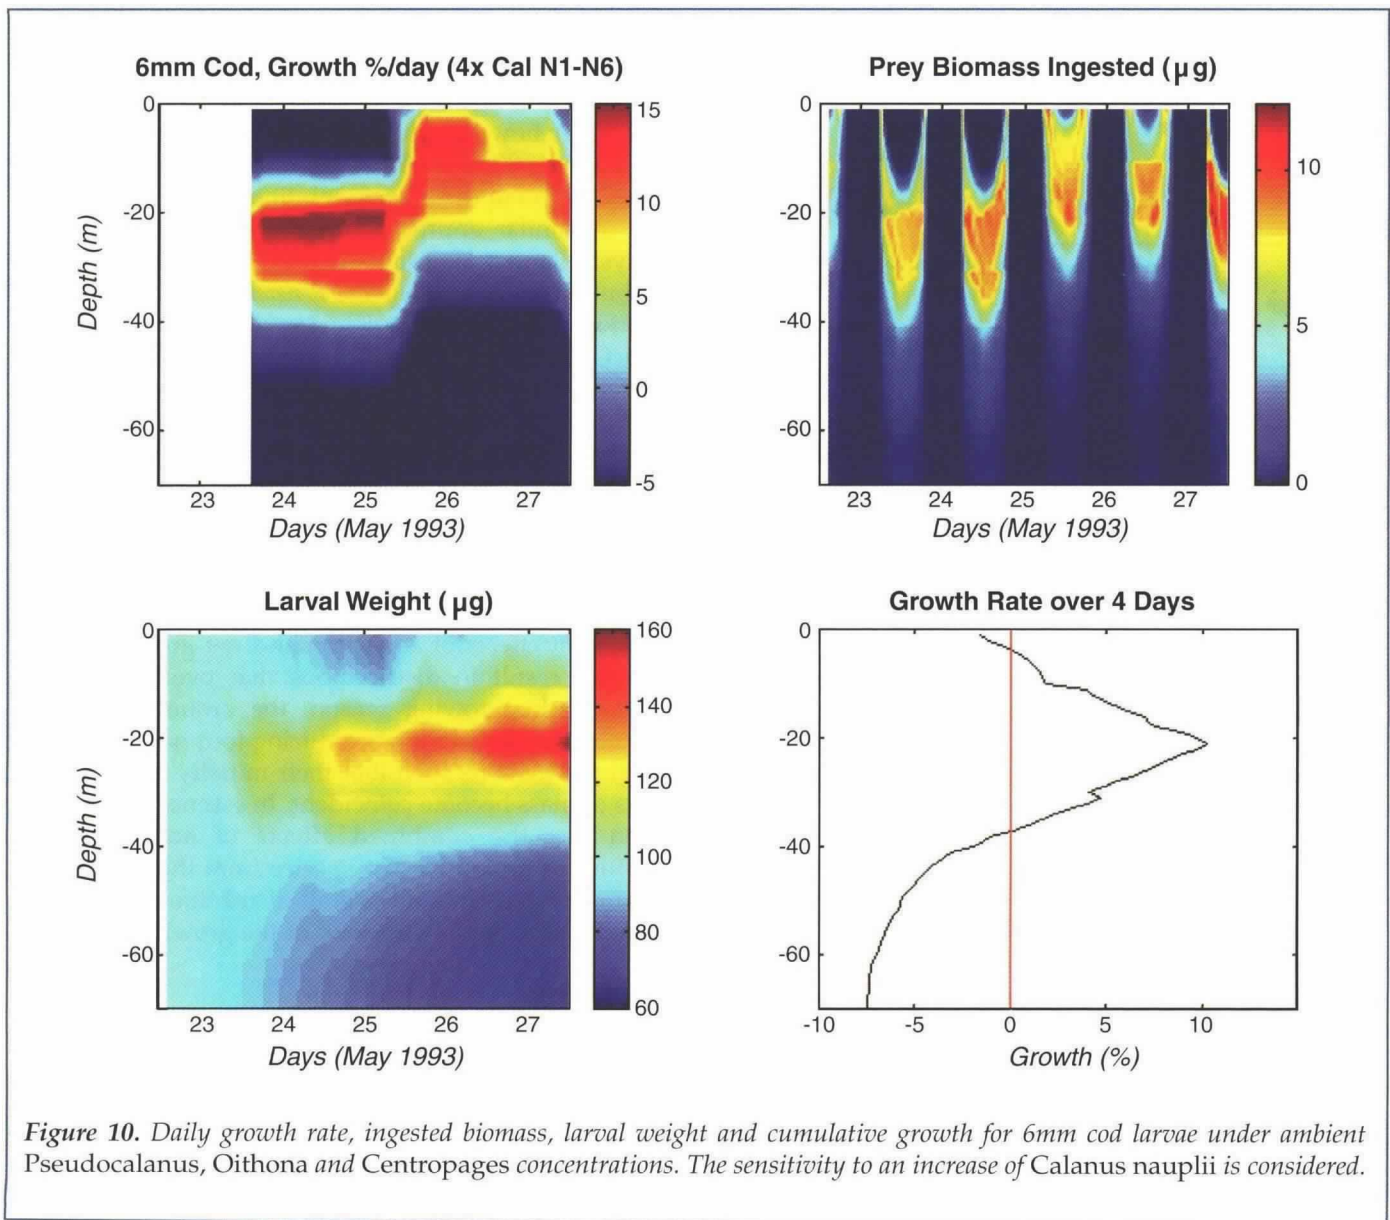 6mm Cod, Growth %/day (4x Cal N1-N6)
0
-20
-40
-60
Depth (m)
23 24 25 26 27
Days (May 1993)
15
10
5
0
-5
Prey Biomass Ingested (µg)
0
-20
-40
-60
23 24 25 26 27
Days (May 1993)
10
5
0
Larval Weight (µg)
0
-20
-40
-60
Depth (m)
23 24 25 26 27
Days (May 1993)
160
140
120
100
80
60
Growth Rate over 4 Days
0
-20
-40
-60
-10 -5 0 5 10
Growth (%)
Figure 10. Daily growth rate, ingested biomass, larval weight and cumulative growth for 6mm cod larvae under ambient
Pseudocalanus, Oithona and Centropages concentrations. The sensitivity to an increase of Calanus nauplii is considered.